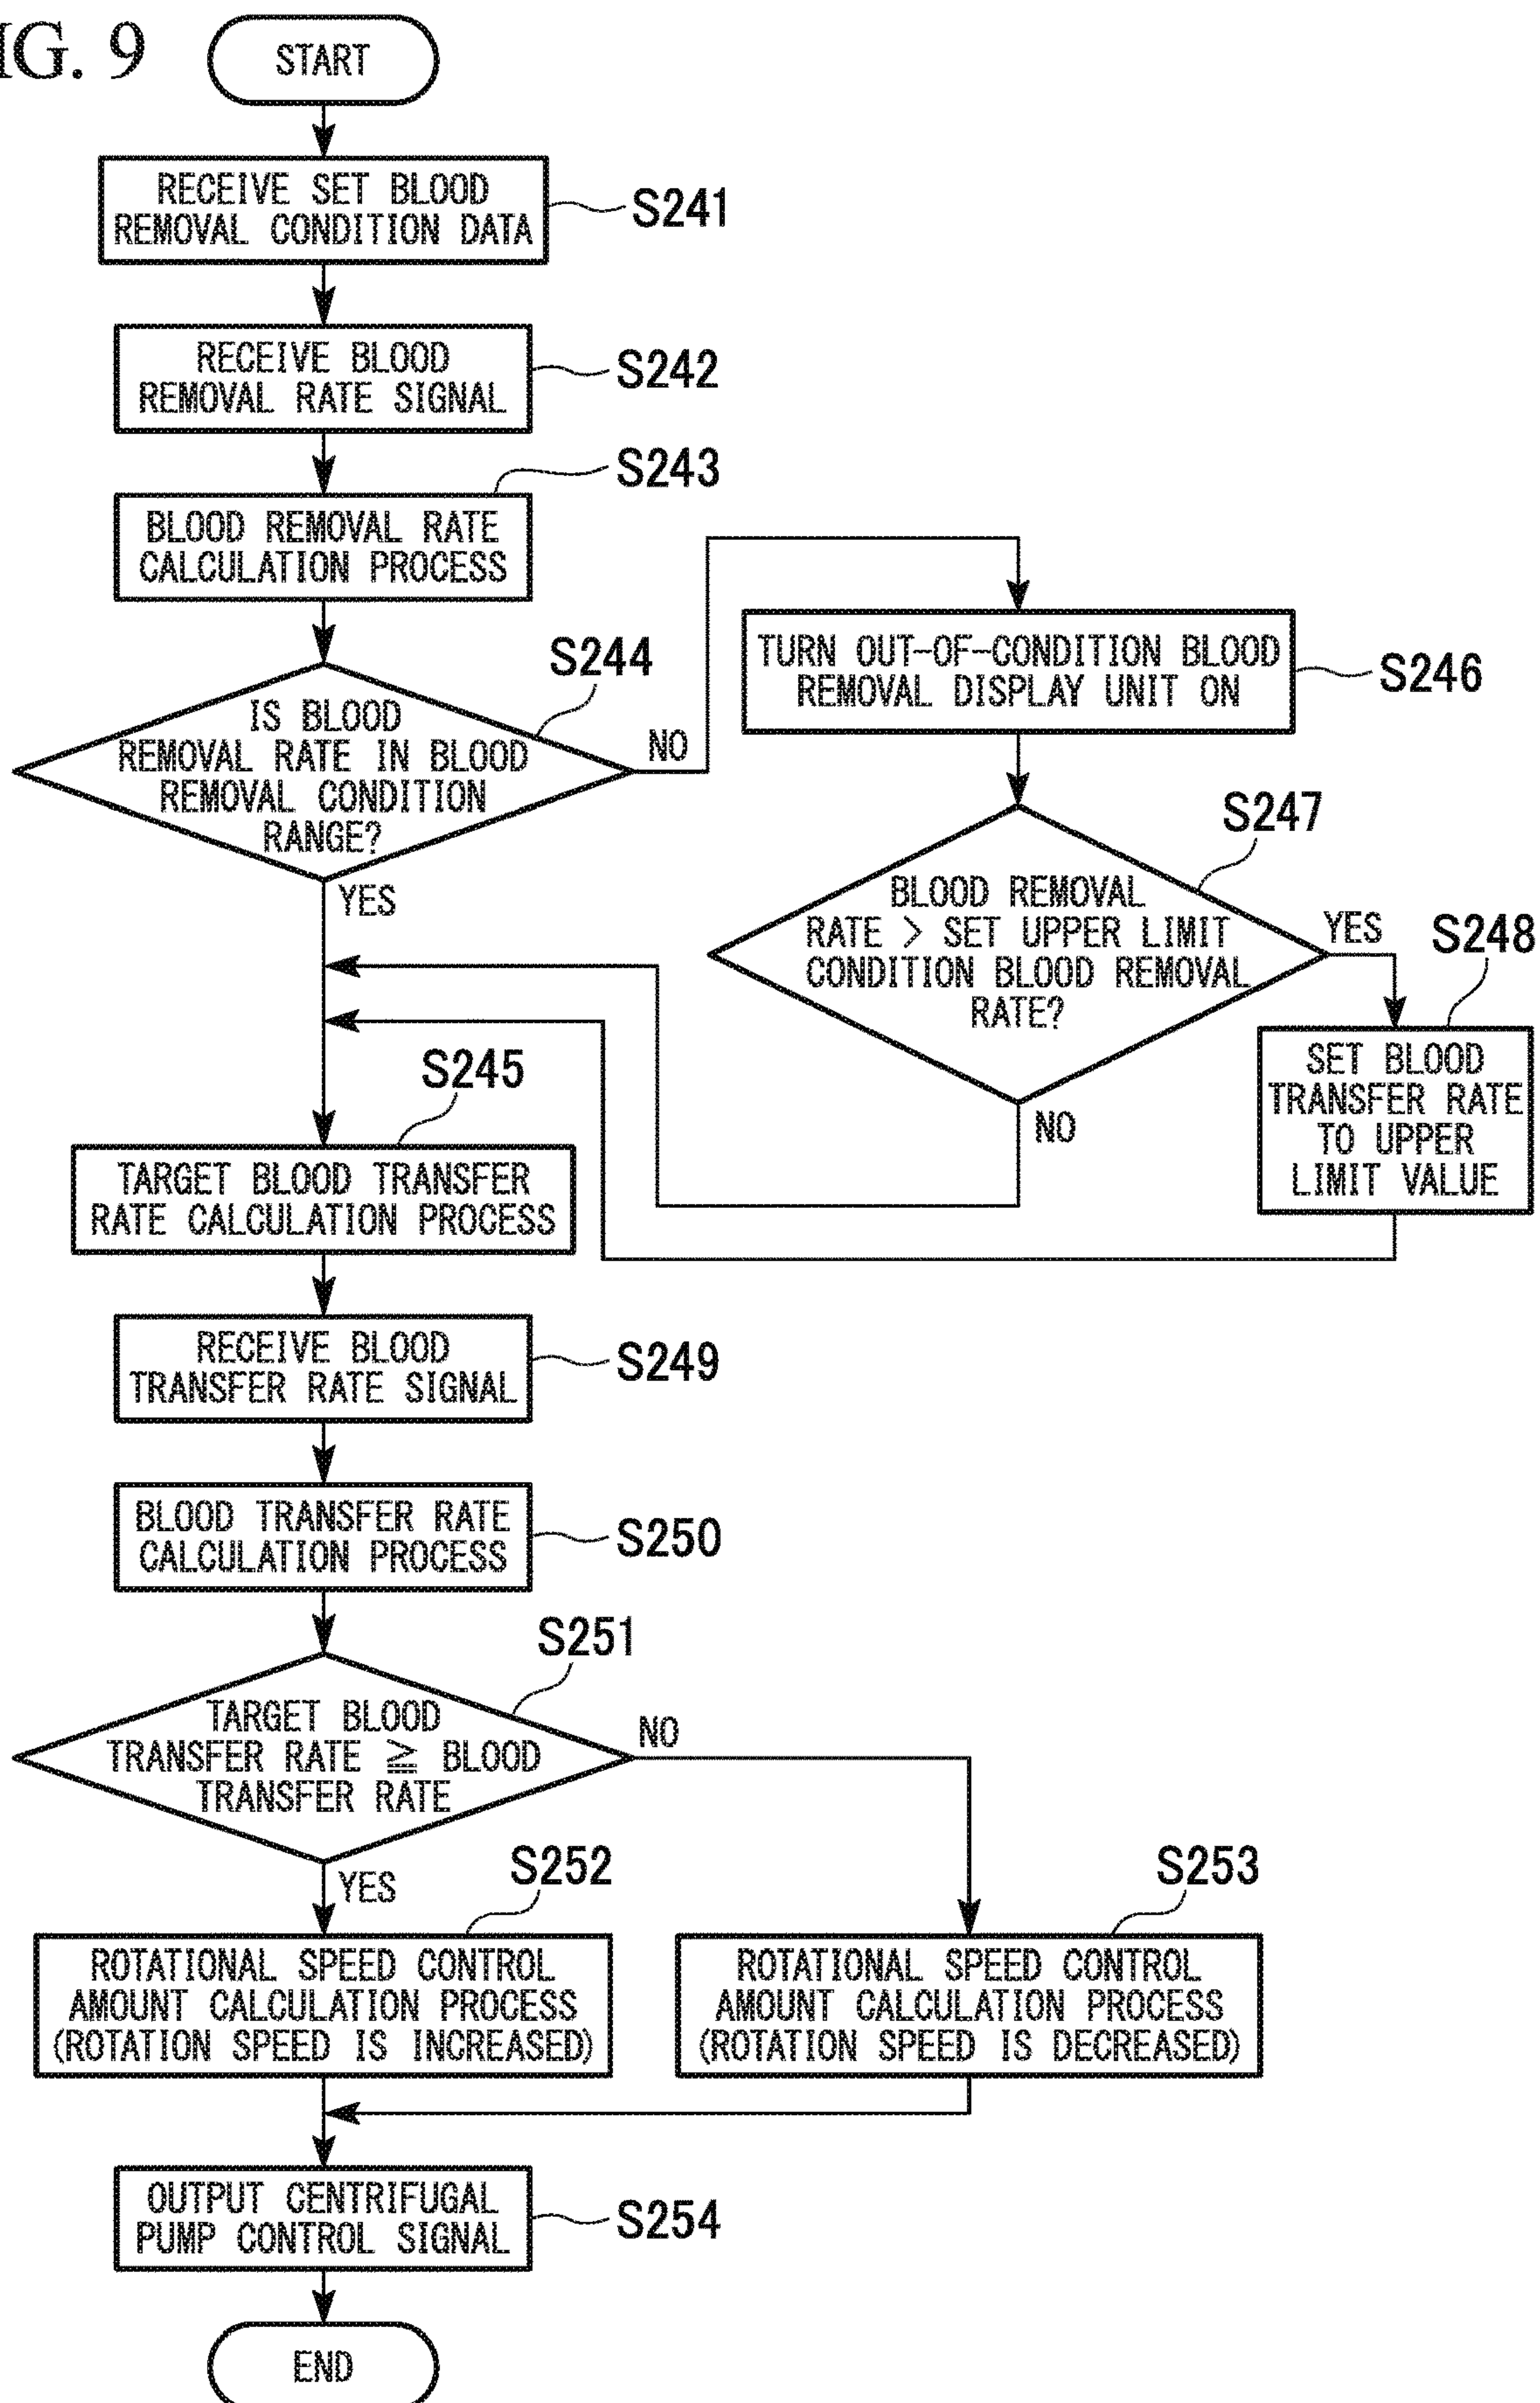 IG. 9
START
RECEIVE SET BLOOD
REMOVAL CONDITION DATA
S241
RECEIVE BLOOD
REMOVAL RATE SIGNAL
S242
S243
BLOOD REMOVAL RATE
CALCULATION PROCESS
S244
IS BLOOD
REMOVAL RATE IN BLOOD
REMOVAL CONDITION
RANGE?
NO
YES
TURN OUT-OF-CONDITION BLOOD
REMOVAL DISPLAY UNIT ON
S246
S247
BLOOD REMOVAL
RATE > SET UPPER LIMIT
CONDITION BLOOD REMOVAL
RATE?
YES
NO
S248
SET BLOOD
TRANSFER RATE
TO UPPER
LIMIT VALUE
S245
TARGET BLOOD TRANSFER
RATE CALCULATION PROCESS
RECEIVE BLOOD
TRANSFER RATE SIGNAL
S249
BLOOD TRANSFER RATE
CALCULATION PROCESS
S250
S251
TARGET BLOOD
TRANSFER RATE ≧ BLOOD
TRANSFER RATE
NO
YES
S252
ROTATIONAL SPEED CONTROL
AMOUNT CALCULATION PROCESS
(ROTATION SPEED IS INCREASED)
S253
ROTATIONAL SPEED CONTROL
AMOUNT CALCULATION PROCESS
(ROTATION SPEED IS DECREASED)
OUTPUT CENTRIFUGAL
PUMP CONTROL SIGNAL
S254
END